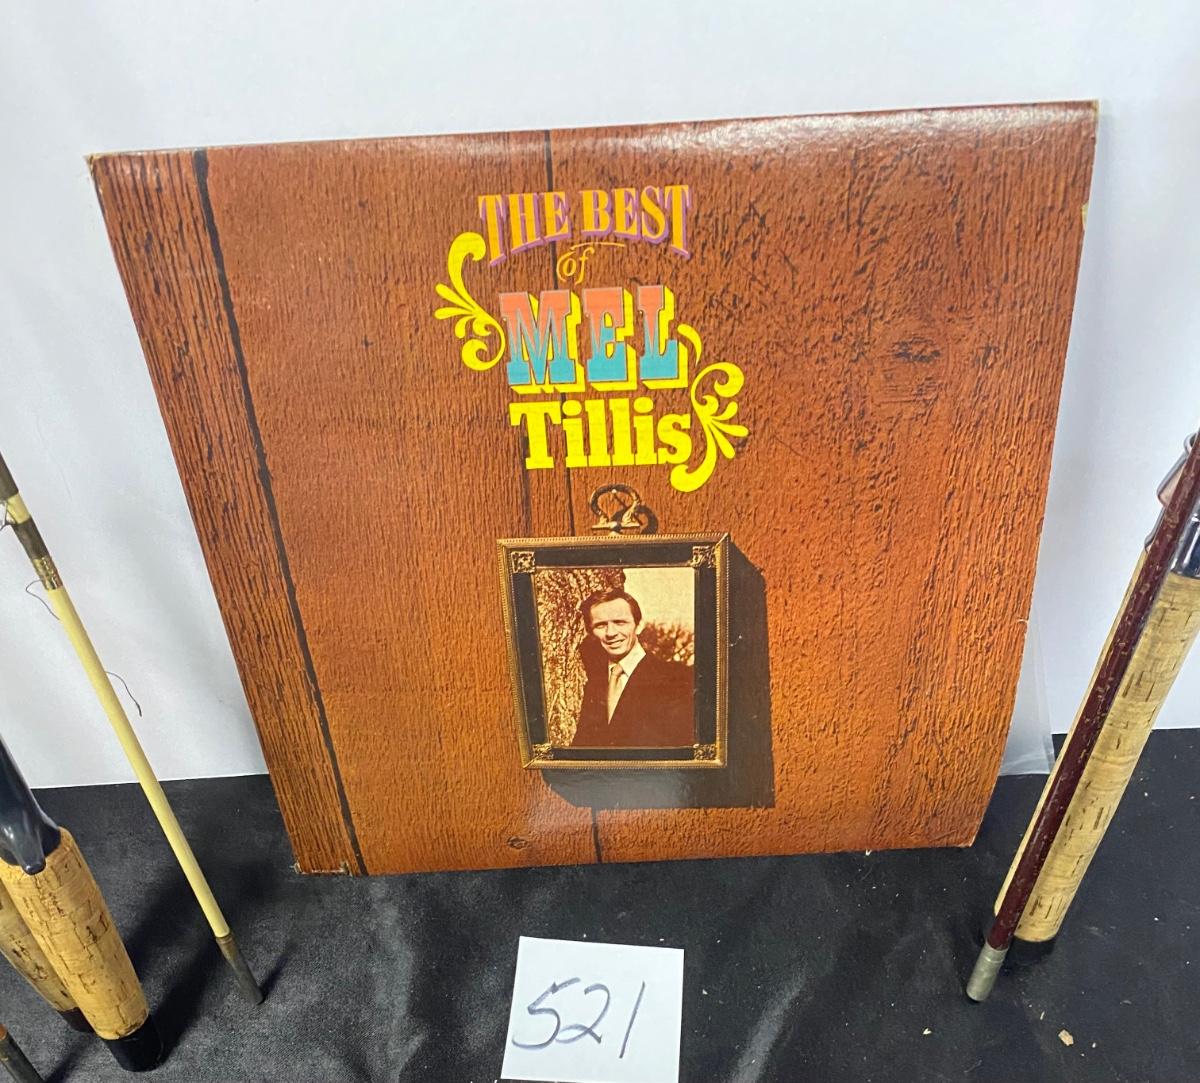 THE BEST
of
MEL
Tillis
521